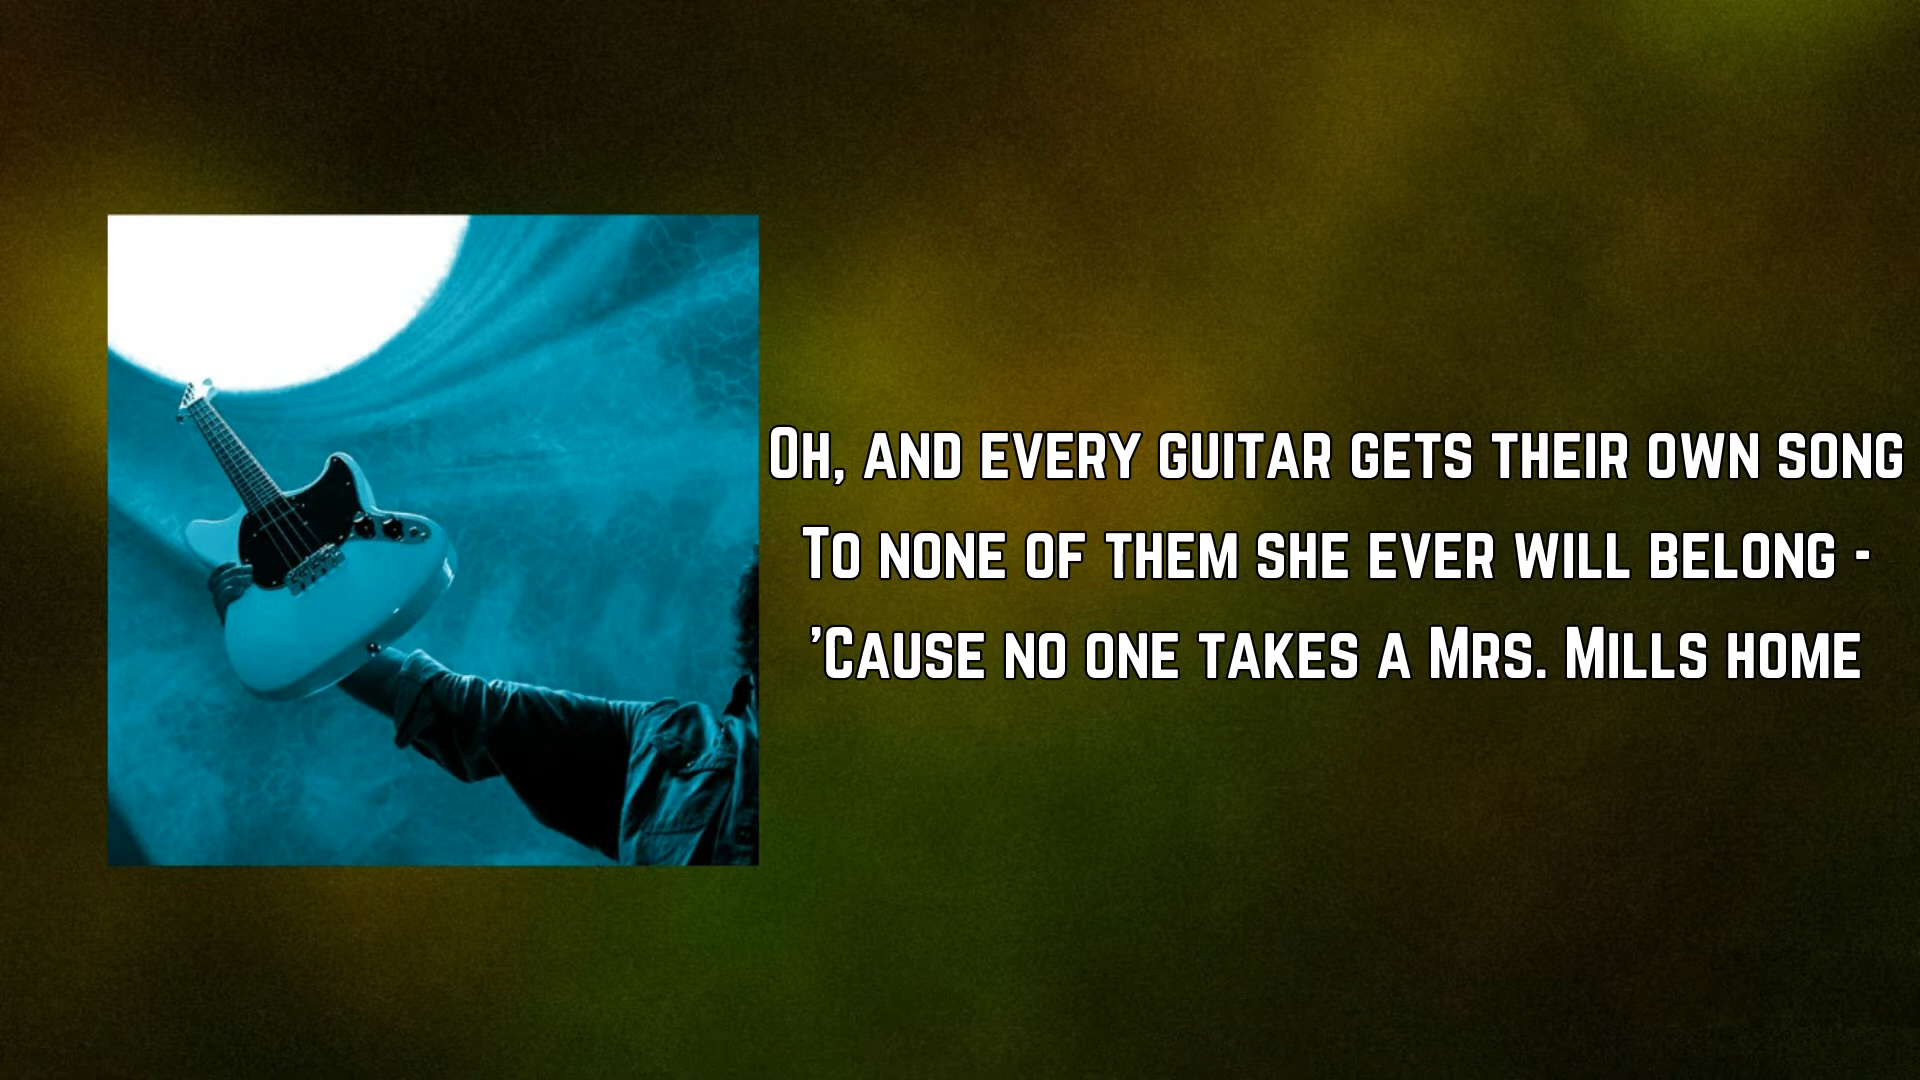 Oh, and every guitar gets their own song
To none of them she ever will belong -
'Cause no one takes a Mrs. Mills home